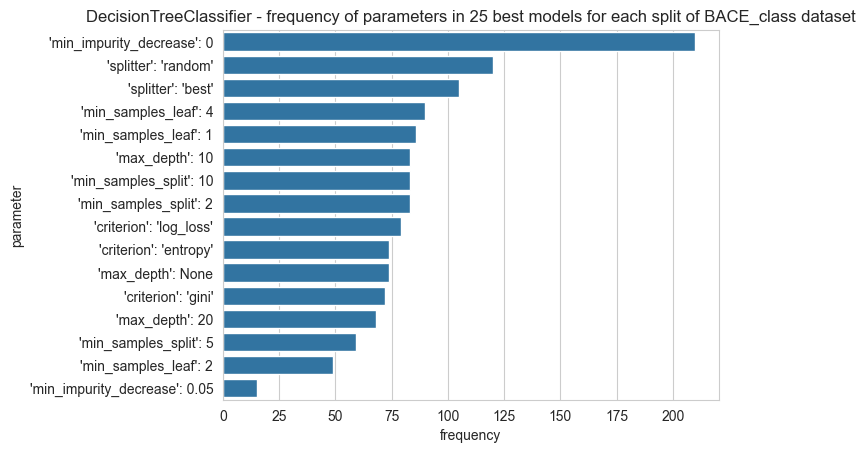 DecisionTreeClassifier - frequency of parameters in 25 best models for each split of BACE_class dataset
parameter
'min_impurity_decrease': 0
'splitter': 'random'
'splitter': 'best'
'min_samples_leaf': 4
'min_samples_leaf': 1
'max_depth': 10
'min_samples_split': 10
'min_samples_split': 2
'criterion': 'log_loss'
'criterion': 'entropy'
'max_depth': None
'criterion': 'gini'
'max_depth': 20
'min_samples_split': 5
'min_samples_leaf': 2
'min_impurity_decrease': 0.05
0 25 50 75 100 125 150 175 200
frequency